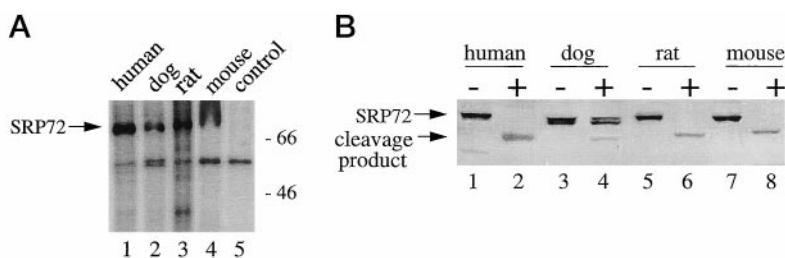 A
human dog rat mouse control
SRP72
- 66
- 46
1 2 3 4 5
B
human dog rat mouse
- + - + - + - +
SRP72
cleavage
product
1 2 3 4 5 6 7 8